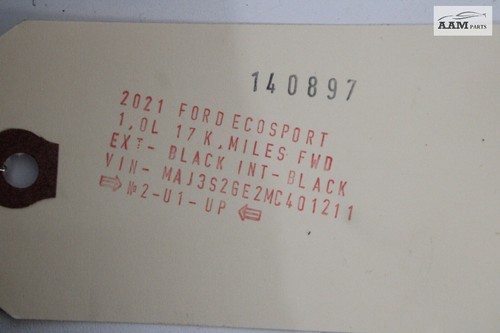 AAM PARTS
140897
2021 FORD ECOSPORT
1.0L 17K.MILES FWD
EXT- BLACK INT-BLACK
VIN- MAJ3S2GE2MC401211
⇨ №2-U1-UP ⇦